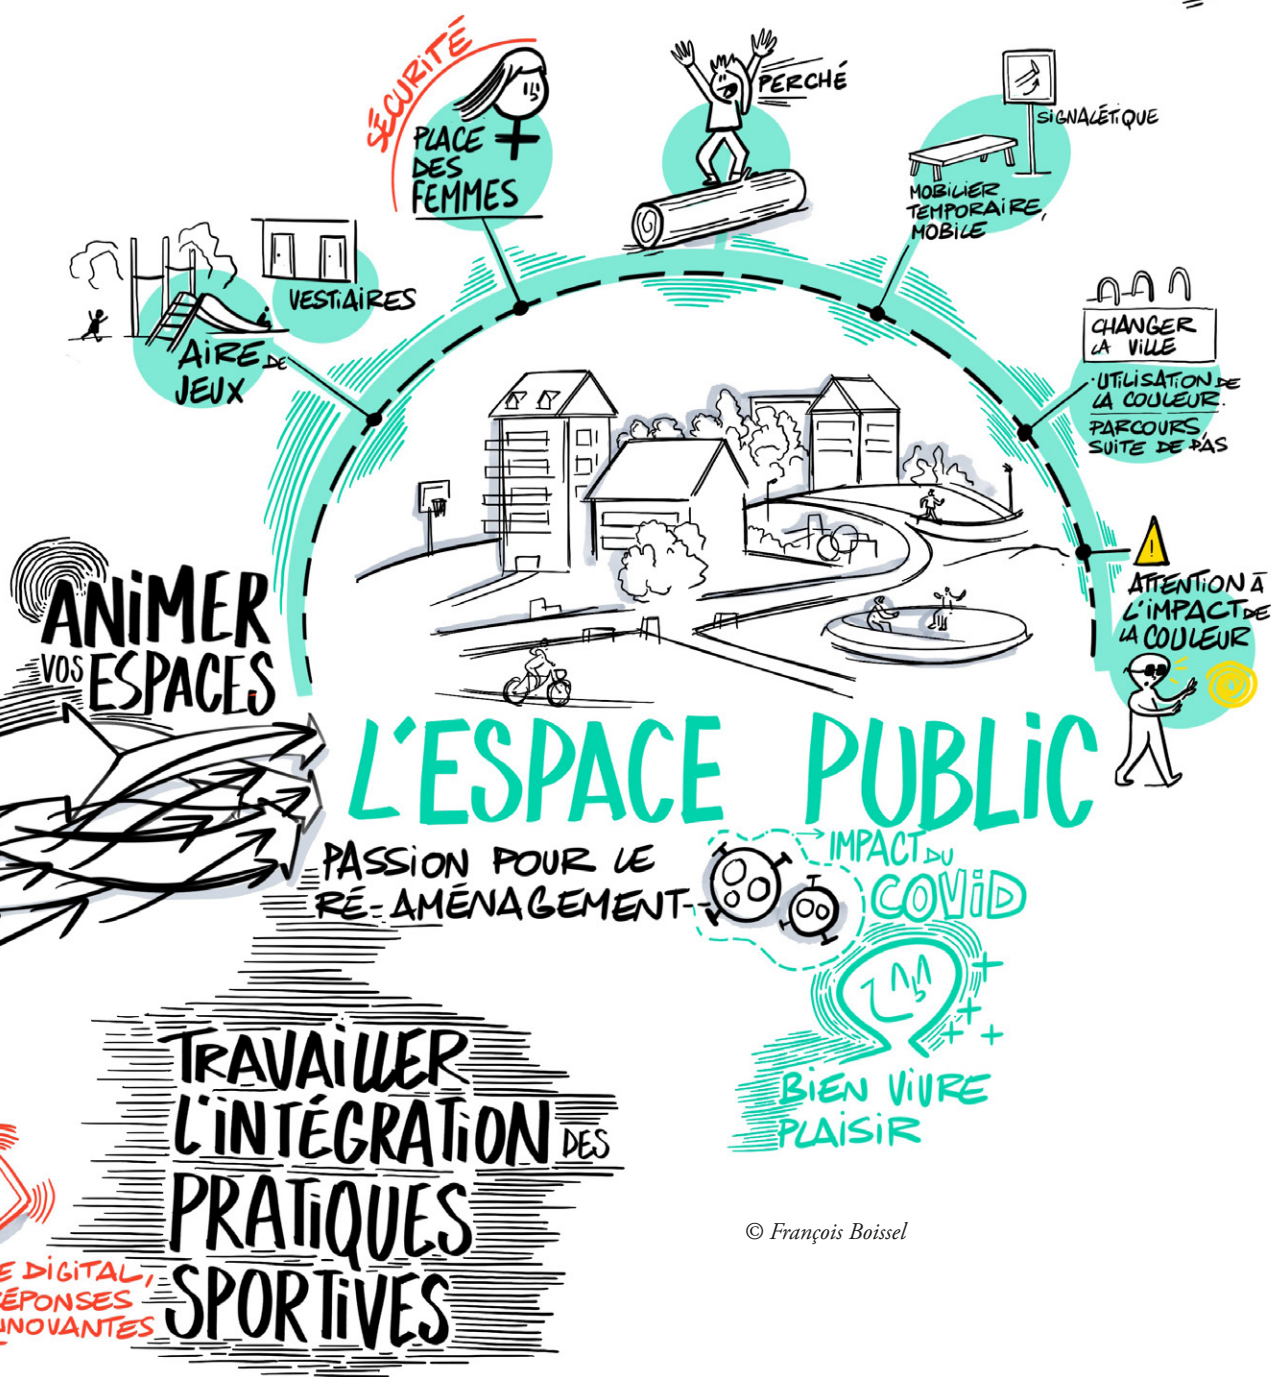 SÉCURITÉ
PLACE
DES
FEMMES
PERCHÉ
SIGNALÉTIQUE
MOBILIER
TEMPORAIRE,
MOBILE
VESTIAIRES
AIRE DE
JEUX
CHANGER
LA VILLE
• UTILISATION DE
LA COULEUR.
PARCOURS,
SUITE DE PAS
ATTENTION À
L'IMPACT DE
LA COULEUR
ANIMER
VOS ESPACES
L'ESPACE PUBLIC
PASSION POUR LE
RÉ-AMÉNAGEMENT
IMPACT DU
COVID
BIEN VIVRE
PLAISIR
TRAVAILLER
L'INTÉGRATION DES
PRATIQUES
SPORTIVES
E DIGITAL,
ÉPONSES
NOVANTES
© François Boissel